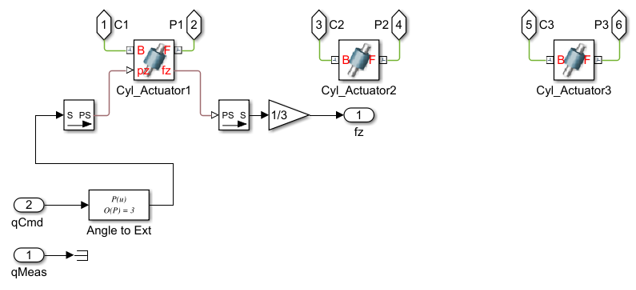 1 C1 P1 2 3 C2 P2 4 5 C3 P3 6
B F B F B F
pz fz
Cyl_Actuator1 Cyl_Actuator2 Cyl_Actuator3
S PS PS S 1/3 1
fz
2 P(u)
O(P) = 3
qCmd Angle to Ext
1
qMeas